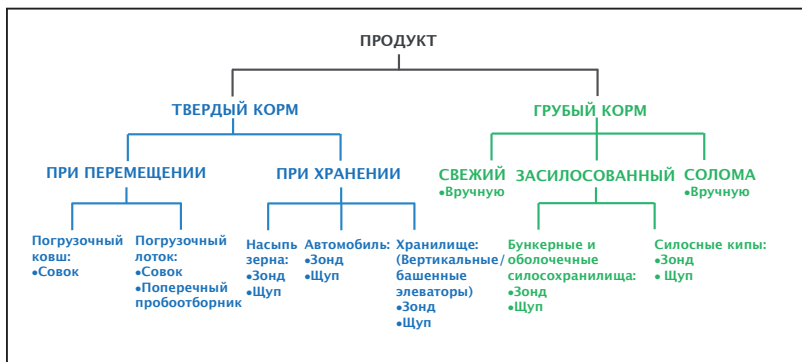 ПРОДУКТ
ТВЕРДЫЙ КОРМ
ГРУБЫЙ КОРМ
ПРИ ПЕРЕМЕЩЕНИИ
ПРИ ХРАНЕНИИ
СВЕЖИЙ
•Вручную
ЗАСИЛОСОВАННЫЙ
СОЛОМА
•Вручную
Погрузочный
ковш:
•Совок
Погрузочный
лоток:
•Совок
•Поперечный
пробоотборник
Насыпь
зерна:
•Зонд
•Щуп
Автомобиль:
•Зонд
•Щуп
Хранилище:
(Вертикальные/
башенные
элеваторы)
•Зонд
•Щуп
Бункерные и
оболочечные
силосохранилища:
•Зонд
•Щуп
Силосные кипы:
•Зонд
• Щуп